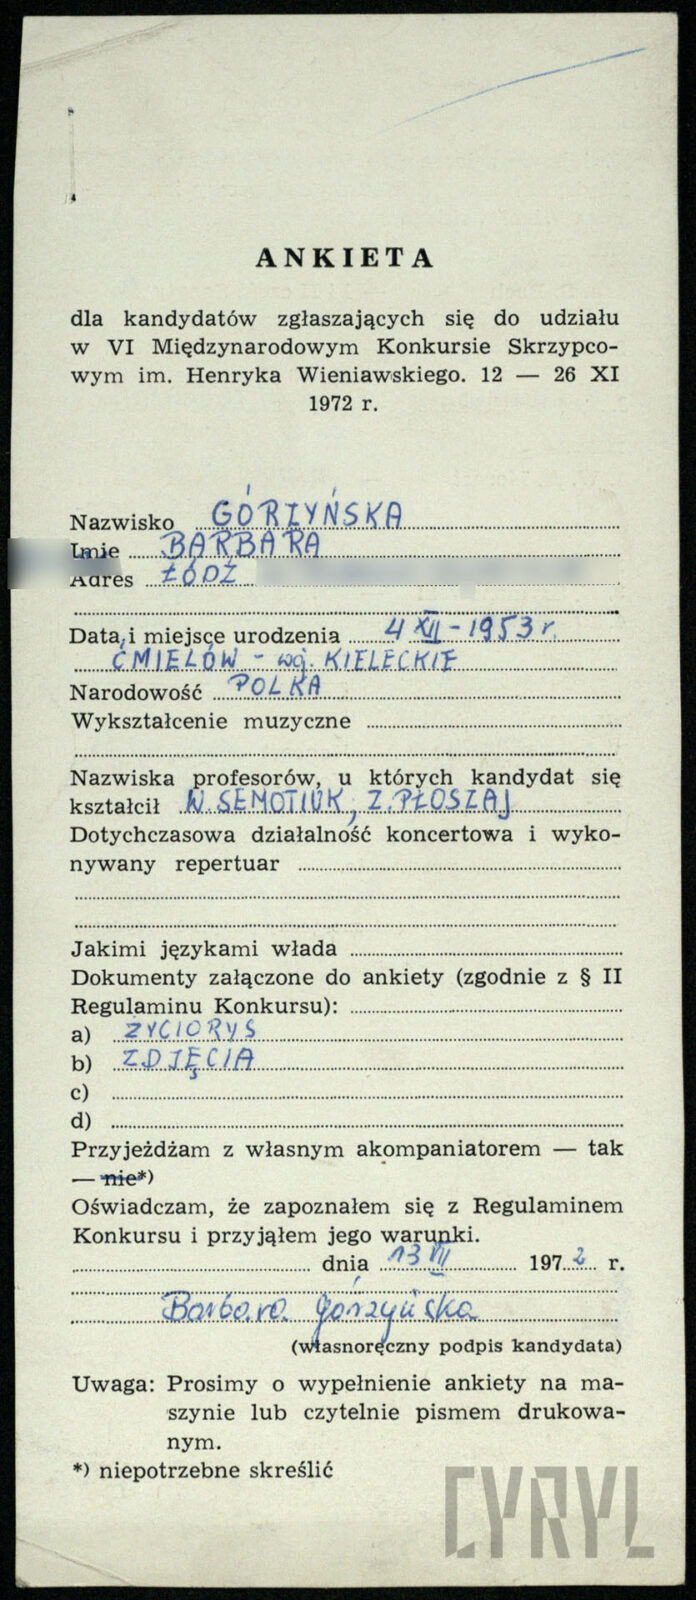 ANKIETA
dla kandydatów zgłaszających się do udziału
w VI Międzynarodowym Konkursie Skrzypco-
wym im. Henryka Wieniawskiego. 12 — 26 XI
1972 r.
Nazwisko GÓRZYŃSKA
Imię BARBARA
Adres ŁÓDŹ
Data i miejsce urodzenia 4 XII - 1953 r.
ĆMIELÓW - woj. KIELECKIE
Narodowość POLKA
Wykształcenie muzyczne
Nazwiska profesorów, u których kandydat się
kształcił W. SEMOTIUK, Z. PŁOSZAJ
Dotychczasowa działalność koncertowa i wyko-
nywany repertuar
Jakimi językami włada
Dokumenty załączone do ankiety (zgodnie z § II
Regulaminu Konkursu):
a) ŻYCIORYS
b) ZDJĘCIA
c)
d)
Przyjeżdżam z własnym akompaniatorem — tak
— nie*)
Oświadczam, że zapoznałem się z Regulaminem
Konkursu i przyjąłem jego warunki.
dnia 13 VII 1972 r.
Barbara Górzyńska
(własnoręczny podpis kandydata)
Uwaga: Prosimy o wypełnienie ankiety na ma-
szynie lub czytelnie pismem drukowa-
nym.
*) niepotrzebne skreślić
CYRYL